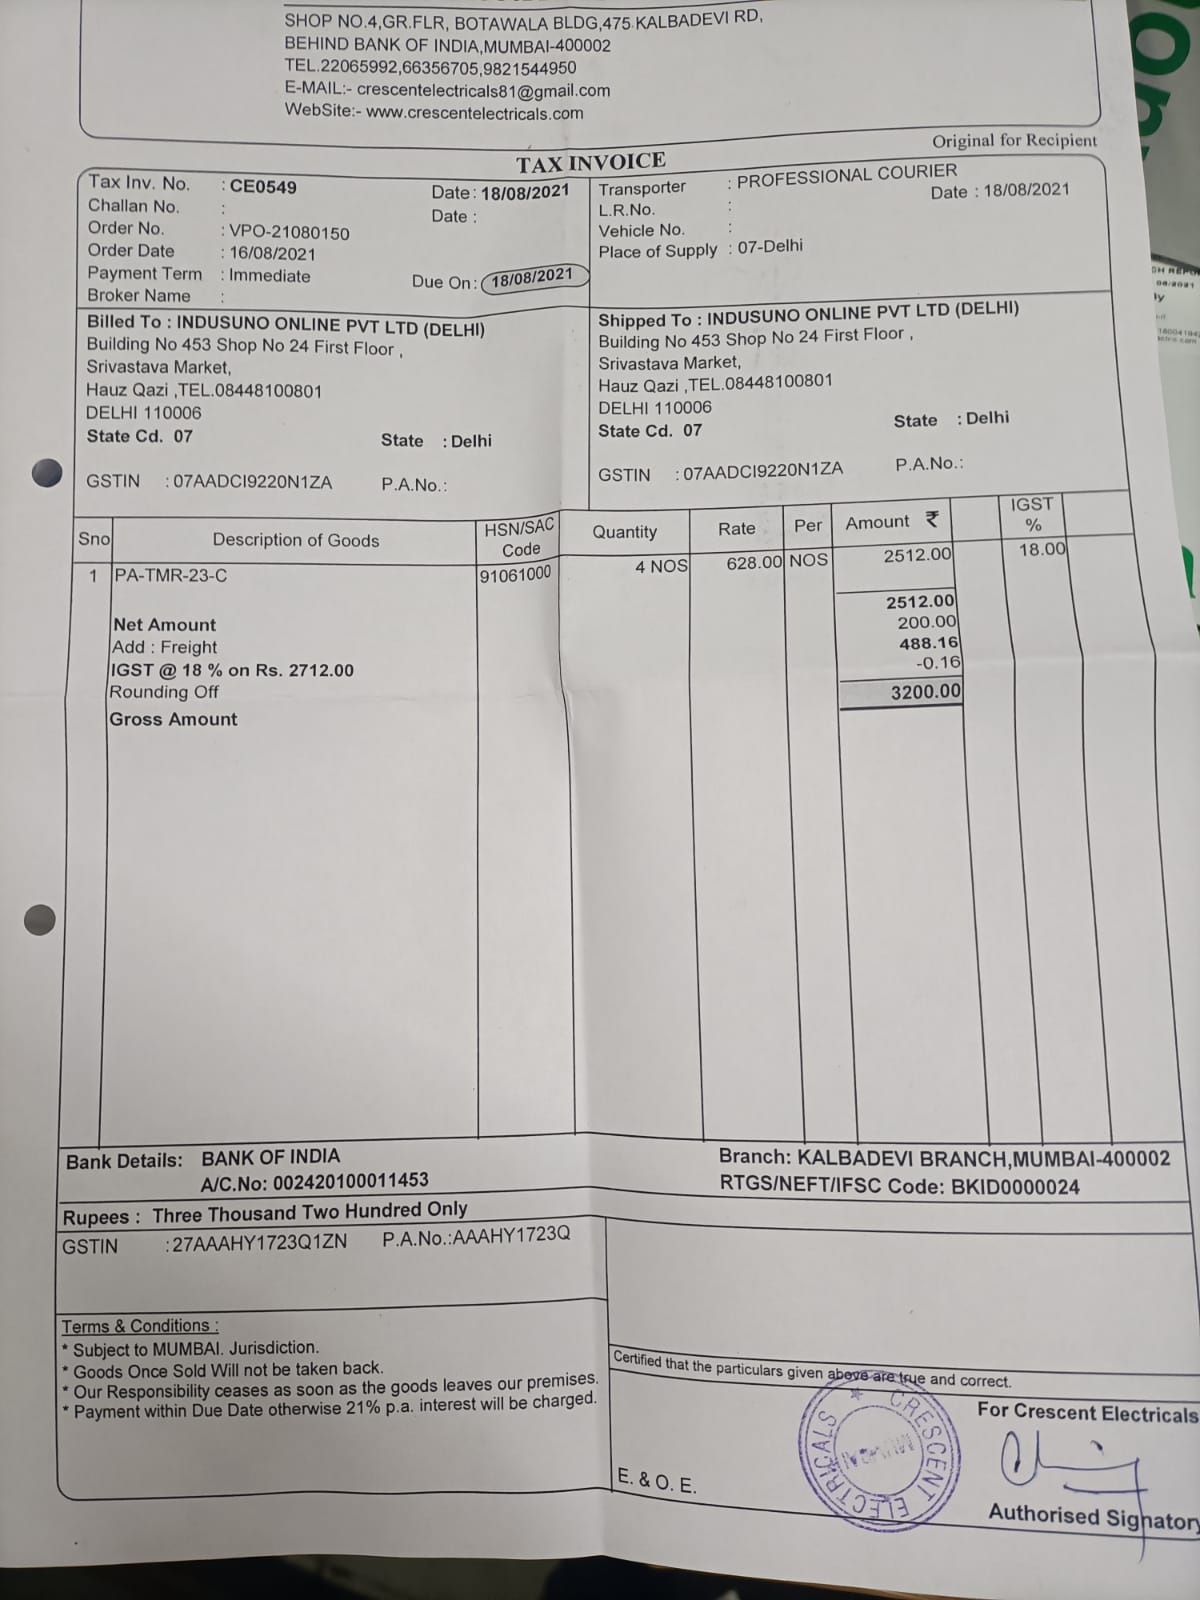 SHOP NO.4,GR.FLR, BOTAWALA BLDG,475 KALBADEVI RD,
BEHIND BANK OF INDIA,MUMBAI-400002
TEL.22065992,66356705,9821544950
E-MAIL:- crescentelectricals81@gmail.com
WebSite:- www.crescentelectricals.com
Original for Recipient
TAX INVOICE
Tax Inv. No. : CE0549 Date : 18/08/2021
Challan No. : Date :
Order No. : VPO-21080150
Order Date : 16/08/2021
Payment Term : Immediate Due On : 18/08/2021
Broker Name :
Transporter : PROFESSIONAL COURIER
L.R.No. : Date : 18/08/2021
Vehicle No. :
Place of Supply : 07-Delhi
Billed To : INDUSUNO ONLINE PVT LTD (DELHI)
Building No 453 Shop No 24 First Floor ,
Srivastava Market,
Hauz Qazi ,TEL.08448100801
DELHI 110006
State Cd. 07 State : Delhi
GSTIN : 07AADCI9220N1ZA P.A.No.:
Shipped To : INDUSUNO ONLINE PVT LTD (DELHI)
Building No 453 Shop No 24 First Floor ,
Srivastava Market,
Hauz Qazi ,TEL.08448100801
DELHI 110006
State Cd. 07 State : Delhi
GSTIN : 07AADCI9220N1ZA P.A.No.:
Sno Description of Goods HSN/SAC Code Quantity Rate Per Amount ₹ IGST %
1 PA-TMR-23-C 91061000 4 NOS 628.00 NOS 2512.00 18.00
Net Amount 2512.00
Add : Freight 200.00
IGST @ 18 % on Rs. 2712.00 488.16
Rounding Off -0.16
Gross Amount 3200.00
Bank Details: BANK OF INDIA Branch: KALBADEVI BRANCH,MUMBAI-400002
A/C.No: 002420100011453 RTGS/NEFT/IFSC Code: BKID0000024
Rupees : Three Thousand Two Hundred Only
GSTIN : 27AAAHY1723Q1ZN P.A.No.:AAAHY1723Q
Terms & Conditions :
* Subject to MUMBAI. Jurisdiction.
* Goods Once Sold Will not be taken back.
* Our Responsibility ceases as soon as the goods leaves our premises.
* Payment within Due Date otherwise 21% p.a. interest will be charged.
Certified that the particulars given above are true and correct.
For Crescent Electricals
CRESCENT ELECTRICALS
MUMBAI
E. & O. E.
Authorised Signatory